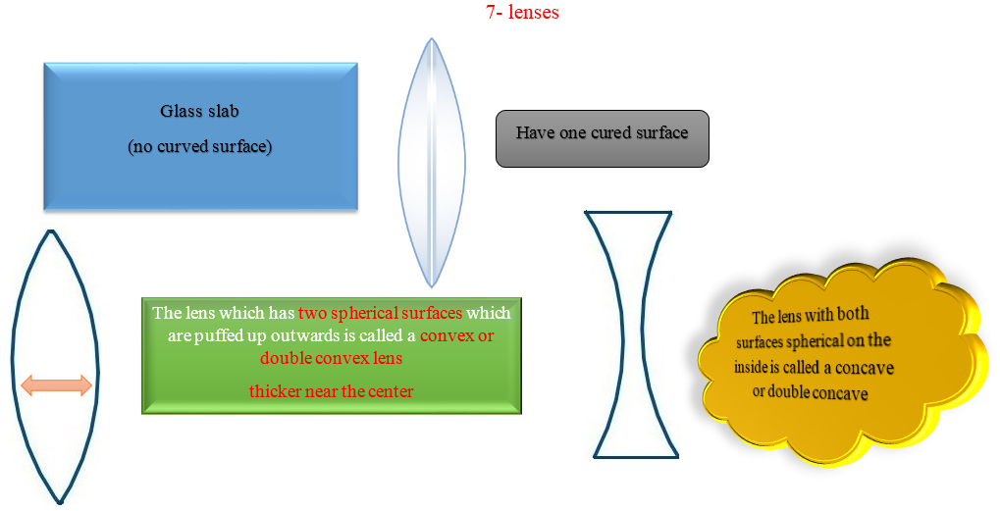 7- lenses
Glass slab
(no curved surface)
Have one cured surface
The lens which has two spherical surfaces which
are puffed up outwards is called a convex or
double convex lens
thicker near the center
The lens with both
surfaces spherical on the
inside is called a concave
or double concave